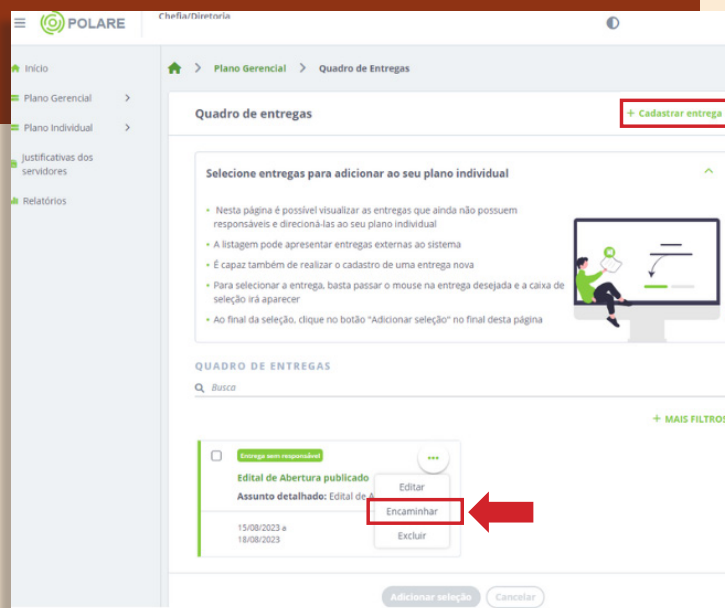 POLARE
Chefia/Diretoria
Início
Plano Gerencial
Plano Individual
Justificativas dos
servidores
Relatórios
Plano Gerencial > Quadro de Entregas
Quadro de entregas
+ Cadastrar entrega
Selecione entregas para adicionar ao seu plano individual
• Nesta página é possível visualizar as entregas que ainda não possuem
responsáveis e direcioná-las ao seu plano individual
• A listagem pode apresentar entregas externas ao sistema
• É capaz também de realizar o cadastro de uma entrega nova
• Para selecionar a entrega, basta passar o mouse na entrega desejada e a caixa de
seleção irá aparecer
• Ao final da seleção, clique no botão "Adicionar seleção" no final desta página
QUADRO DE ENTREGAS
Busca
+ MAIS FILTROS
Entrega sem responsável
Edital de Abertura publicado
Assunto detalhado: Edital de A
15/08/2023 a
18/08/2023
Editar
Encaminhar
Excluir
Adicionar seleção
Cancelar